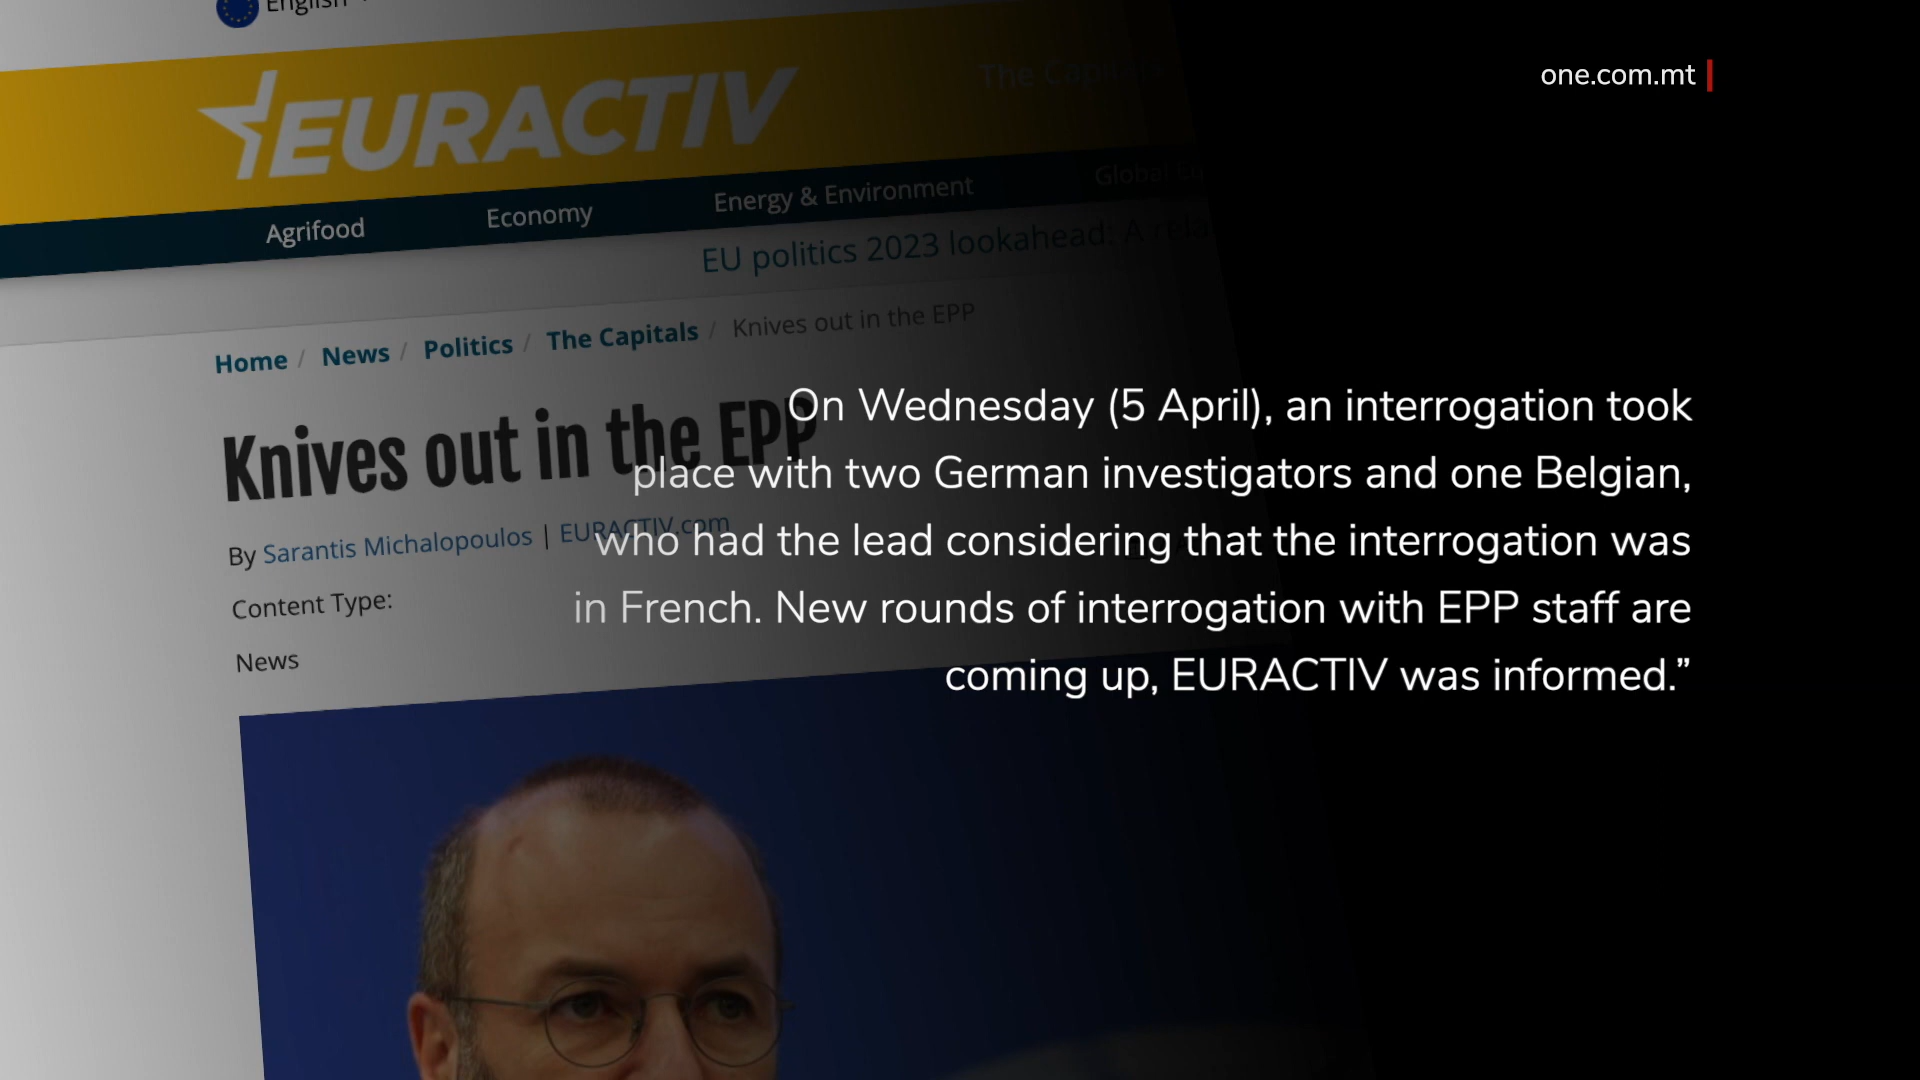 English
one.com.mt
EURACTIV
The Capitals
Agrifood
Economy
Energy & Environment
Global
EU politics 2023 lookahead: A
Home / News / Politics / The Capitals / Knives out in the EPP
Knives out in the EPP
By Sarantis Michalopoulos | EURACTIV.com
Content Type:
News
On Wednesday (5 April), an interrogation took
place with two German investigators and one Belgian,
who had the lead considering that the interrogation was
in French. New rounds of interrogation with EPP staff are
coming up, EURACTIV was informed.”